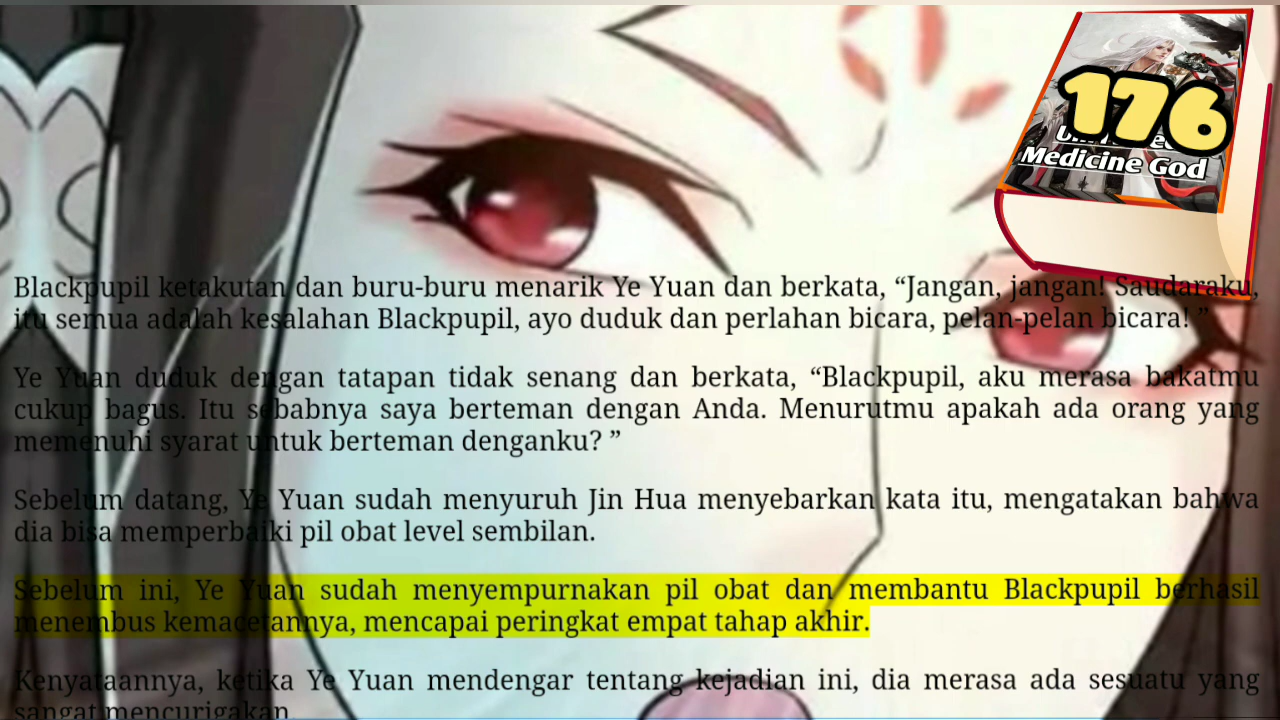 176
Medicine God
Blackpupil ketakutan dan buru-buru menarik Ye Yuan dan berkata, “Jangan, jangan! Saudaraku,
itu semua adalah kesalahan Blackpupil, ayo duduk dan perlahan bicara, pelan-pelan bicara! ”
Ye Yuan duduk dengan tatapan tidak senang dan berkata, “Blackpupil, aku merasa bakatmu
cukup bagus. Itu sebabnya saya berteman dengan Anda. Menurutmu apakah ada orang yang
memenuhi syarat untuk berteman denganku? ”
Sebelum datang, Ye Yuan sudah menyuruh Jin Hua menyebarkan kata itu, mengatakan bahwa
dia bisa memperbaiki pil obat level sembilan.
Sebelum ini, Ye Yuan sudah menyempurnakan pil obat dan membantu Blackpupil berhasil
menembus kemacetannya, mencapai peringkat empat tahap akhir.
Kenyataannya, ketika Ye Yuan mendengar tentang kejadian ini, dia merasa ada sesuatu yang
sangat mencurigakan